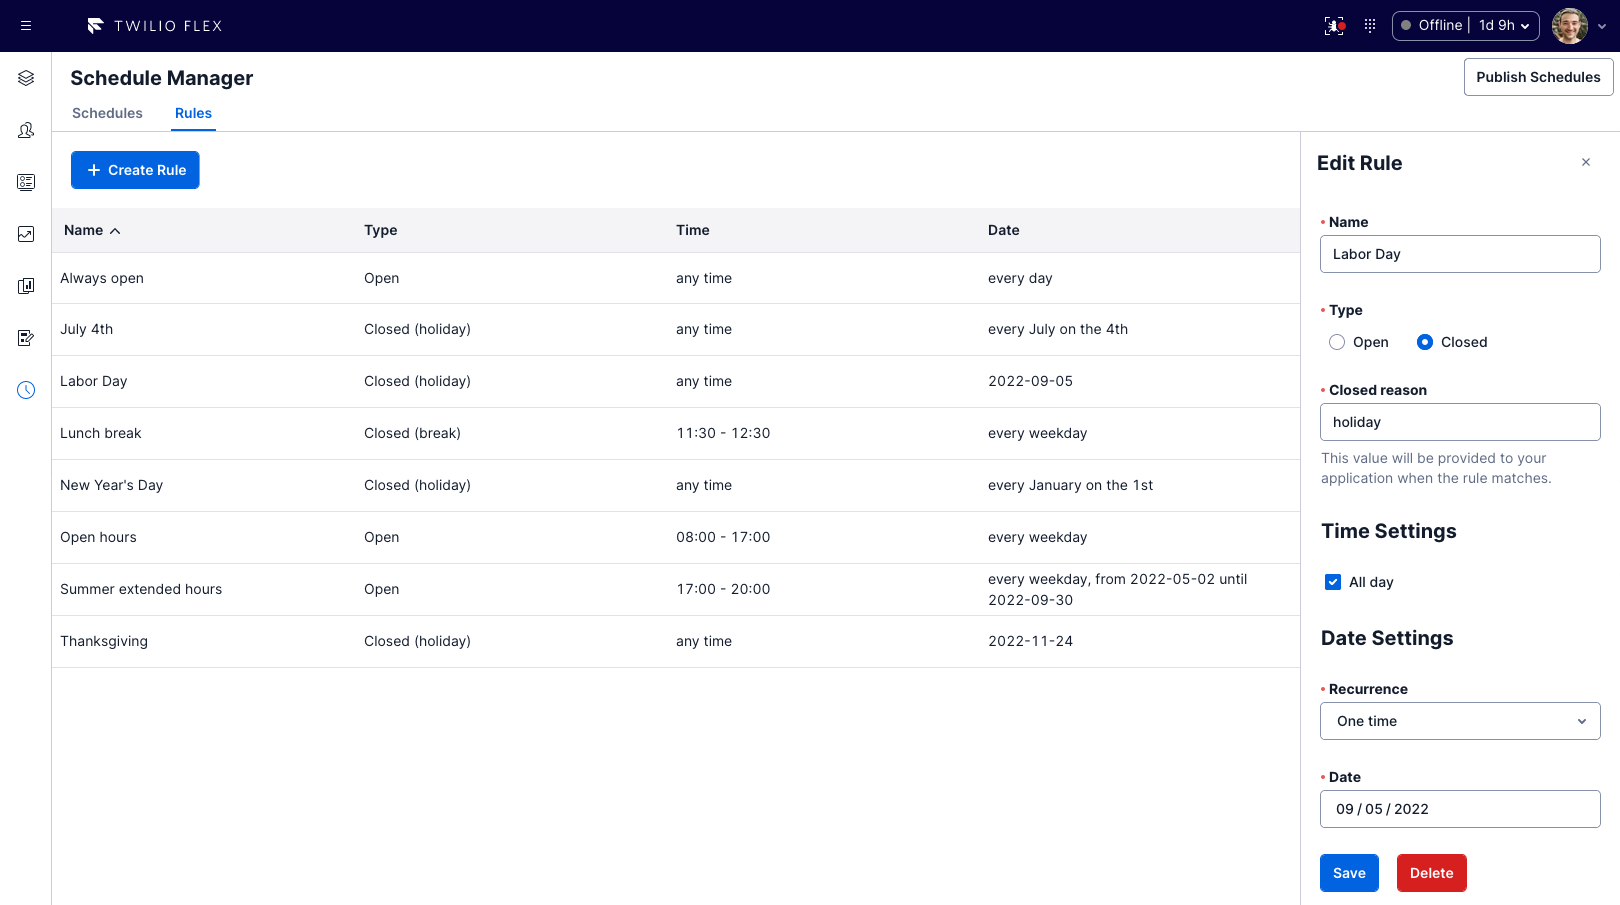 TWILIO FLEX
Offline | 1d 9h
Schedule Manager
Publish Schedules
Schedules Rules
Create Rule
Name Type Time Date
Always open Open any time every day
July 4th Closed (holiday) any time every July on the 4th
Labor Day Closed (holiday) any time 2022-09-05
Lunch break Closed (break) 11:30 - 12:30 every weekday
New Year's Day Closed (holiday) any time every January on the 1st
Open hours Open 08:00 - 17:00 every weekday
Summer extended hours Open 17:00 - 20:00 every weekday, from 2022-05-02 until
2022-09-30
Thanksgiving Closed (holiday) any time 2022-11-24
Edit Rule
• Name
Labor Day
• Type
Open Closed
• Closed reason
holiday
This value will be provided to your
application when the rule matches.
Time Settings
All day
Date Settings
• Recurrence
One time
• Date
09 / 05 / 2022
Save Delete